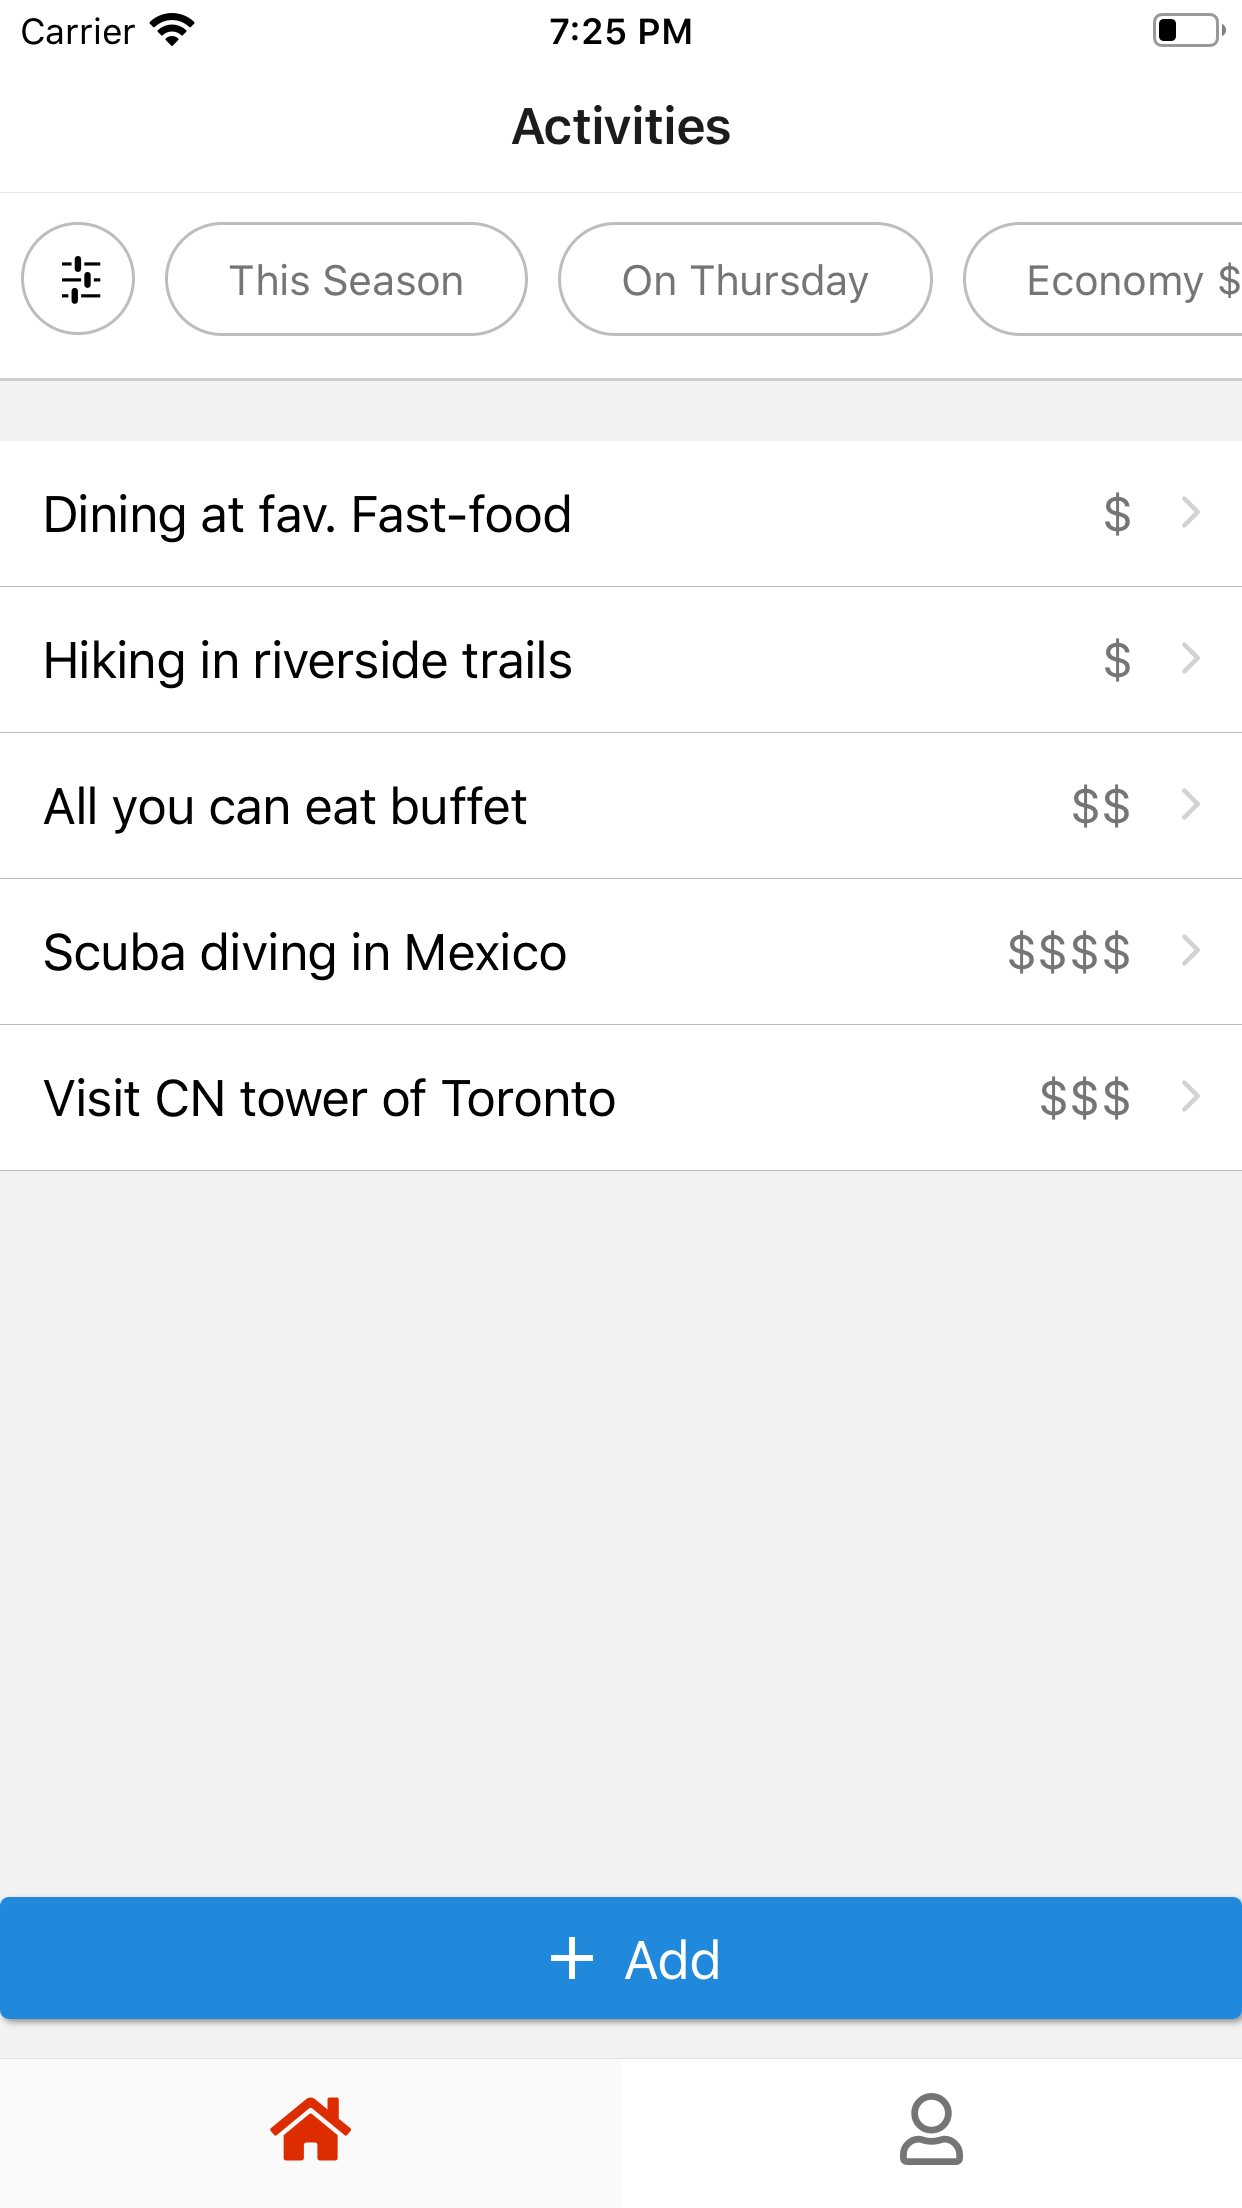 Carrier 7:25 PM
Activities
This Season On Thursday Economy $
Dining at fav. Fast-food $
Hiking in riverside trails $
All you can eat buffet $$
Scuba diving in Mexico $$$$
Visit CN tower of Toronto $$$
+ Add